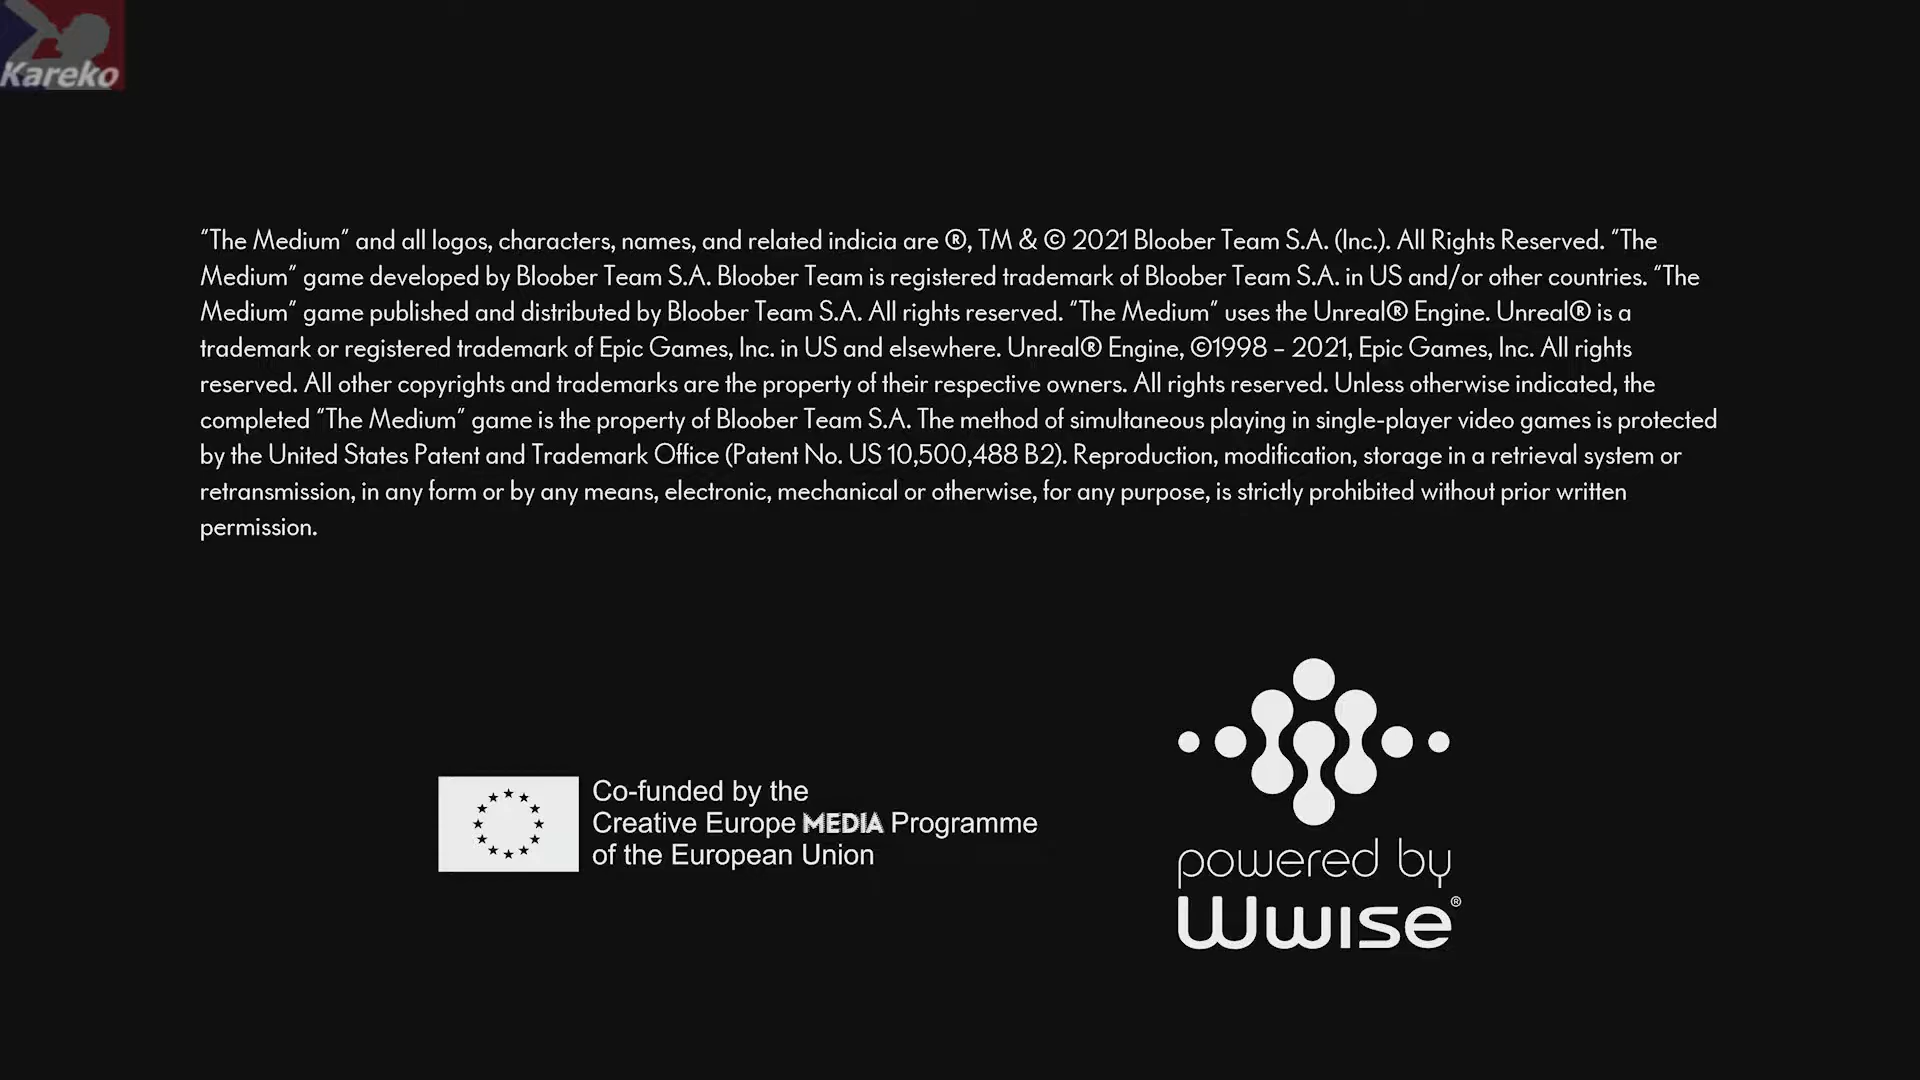 Kareko
"The Medium" and all logos, characters, names, and related indicia are ®, TM & © 2021 Bloober Team S.A. (Inc.). All Rights Reserved. "The
Medium" game developed by Bloober Team S.A. Bloober Team is registered trademark of Bloober Team S.A. in US and/or other countries. "The
Medium" game published and distributed by Bloober Team S.A. All rights reserved. "The Medium" uses the Unreal® Engine. Unreal® is a
trademark or registered trademark of Epic Games, Inc. in US and elsewhere. Unreal® Engine, ©1998 – 2021, Epic Games, Inc. All rights
reserved. All other copyrights and trademarks are the property of their respective owners. All rights reserved. Unless otherwise indicated, the
completed "The Medium" game is the property of Bloober Team S.A. The method of simultaneous playing in single-player video games is protected
by the United States Patent and Trademark Office (Patent No. US 10,500,488 B2). Reproduction, modification, storage in a retrieval system or
retransmission, in any form or by any means, electronic, mechanical or otherwise, for any purpose, is strictly prohibited without prior written
permission.
Co-funded by the
Creative Europe MEDIA Programme
of the European Union
powered by
Wwise®